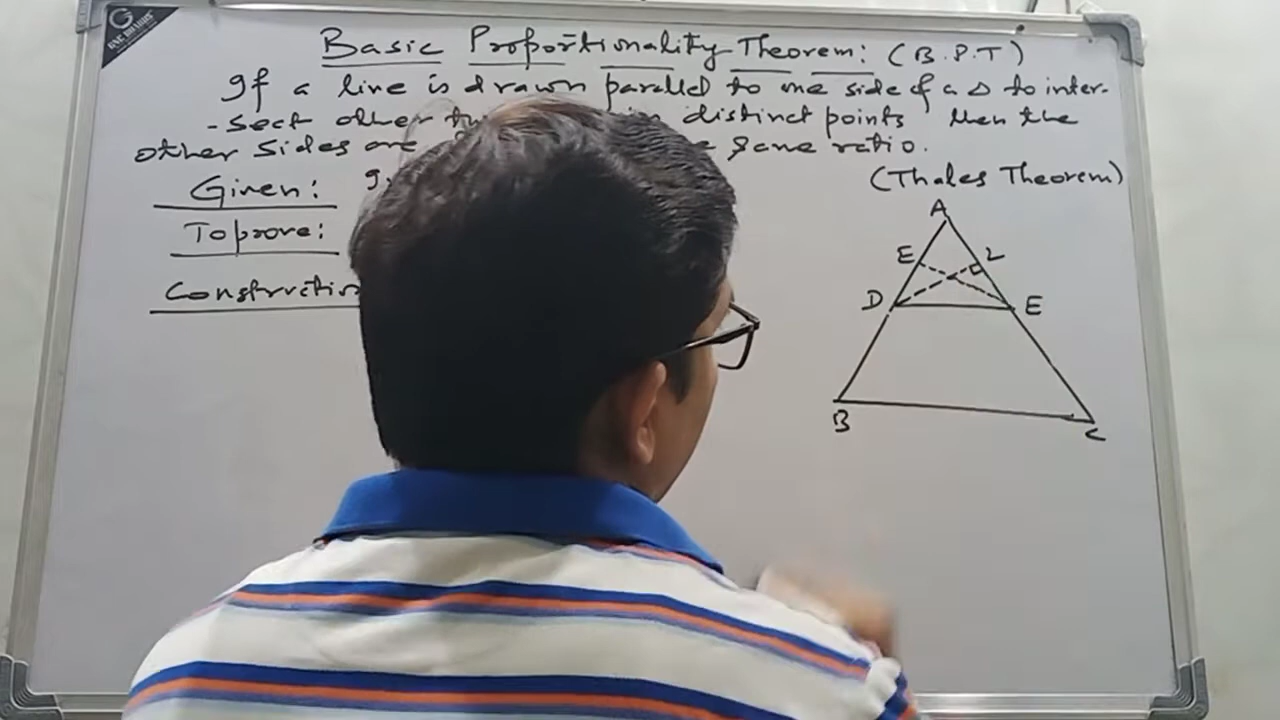 Basic Proportionality Theorem: (B.P.T)
If a line is drawn parallel to one side of a Δ to inter-
-sect other distinct points then the
other sides are same ratio.
Given:
(Thales Theorem)
To prove:
Construction
A
E L
D E
B
C